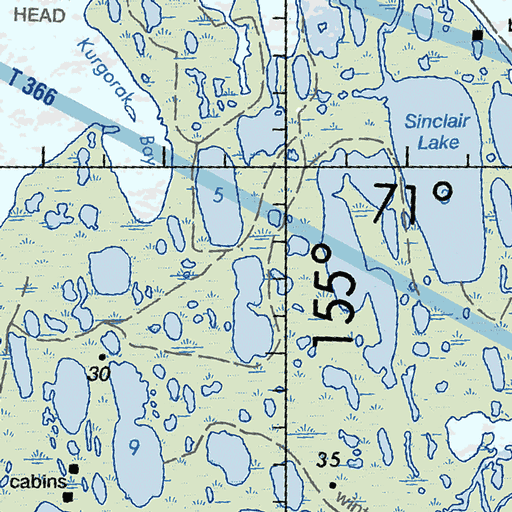 HEAD
T 366
Kurgorak
Bay
Sinclair
Lake
5
71°
155°
30
9
35
cabins